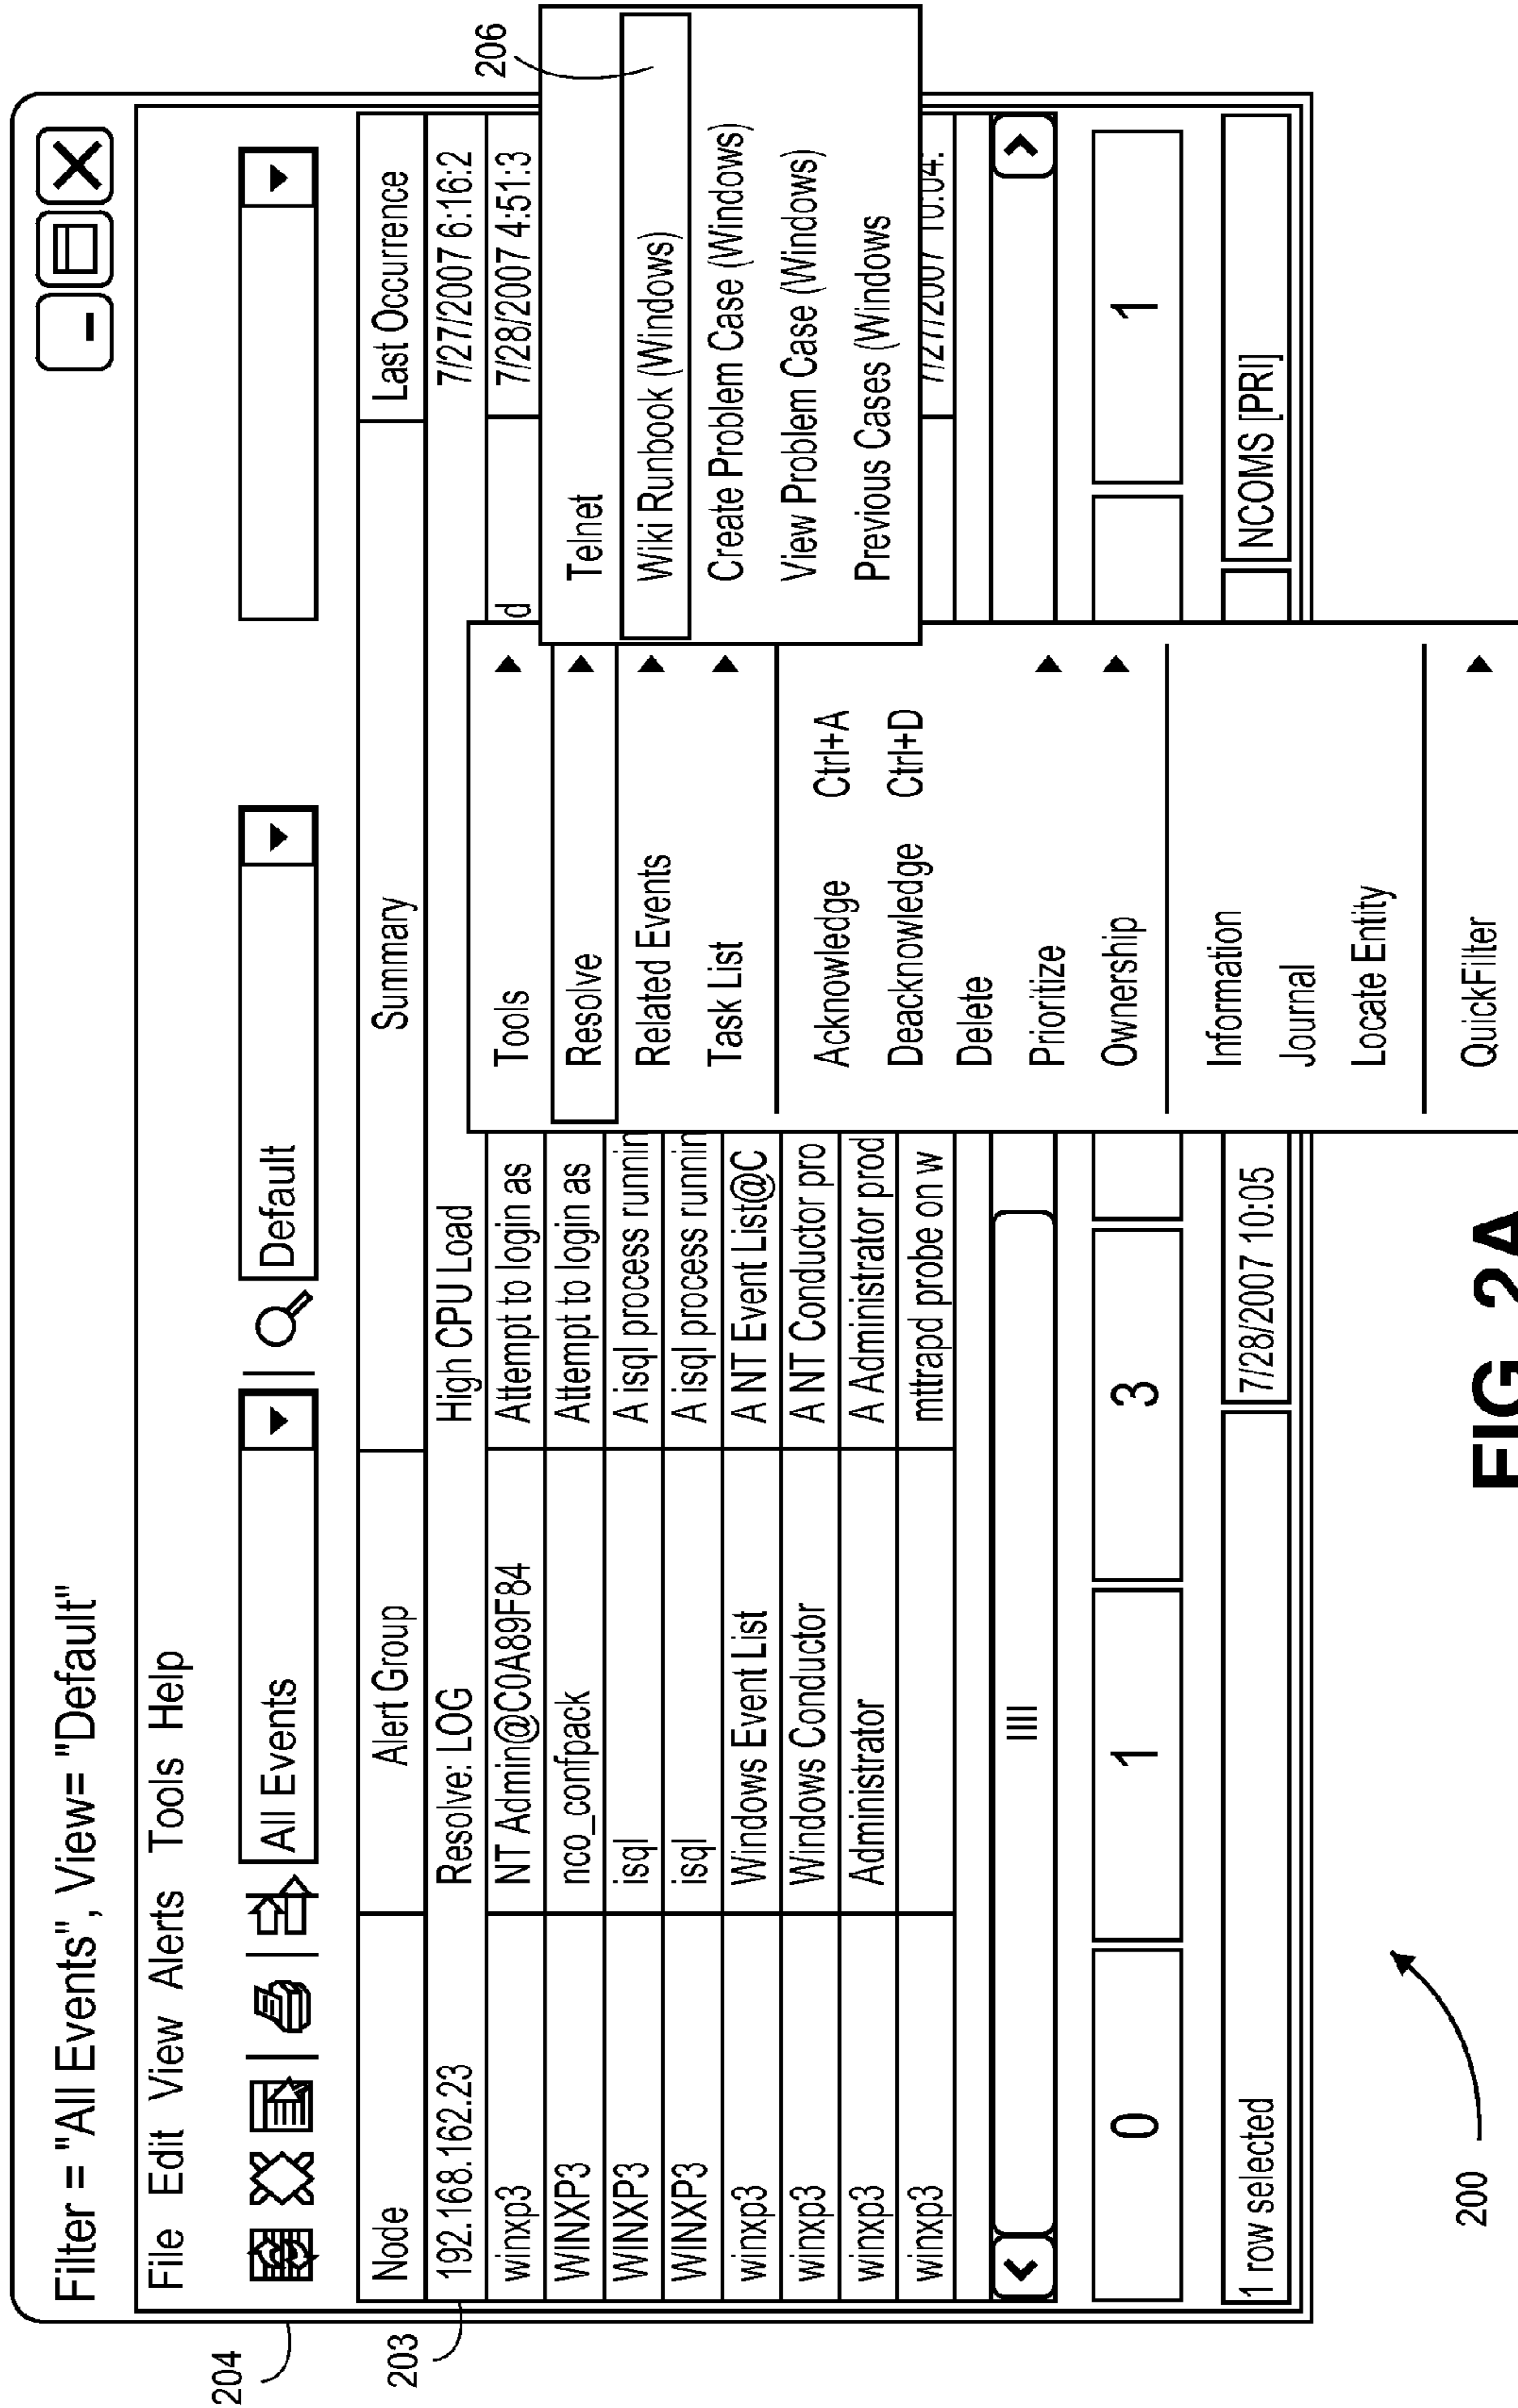 Filter = "All Events", View= "Default"
File Edit View Alerts Tools Help
All Events
Default
Node Alert Group Summary Last Occurrence
192.168.162.23 Resolve: LOG High CPU Load 7/27/2007 6:16:2
winxp3 NT Admin@C0A89F84 Attempt to login as d 7/28/2007 4:51:3
WINXP3 nco_confpack Attempt to login as
WINXP3 isql A isql process runnin
WINXP3 isql A isql process runnin
winxp3 Windows Event List A NT Event List@C
winxp3 Windows Conductor A NT Conductor pro
winxp3 Administrator A Administrator prod
winxp3 mttrapd probe on w 7/27/2007 10:04:
Tools
Resolve
Related Events
Task List
Acknowledge Ctrl+A
Deacknowledge Ctrl+D
Delete
Prioritize
Ownership
Information
Journal
Locate Entity
QuickFilter
Telnet
Wiki Runbook (Windows)
Create Problem Case (Windows)
View Problem Case (Windows)
Previous Cases (Windows
0 1 3 1
1 row selected 7/28/2007 10:05 NCOMS [PRI]
204
203
206
200
FIG. 2A